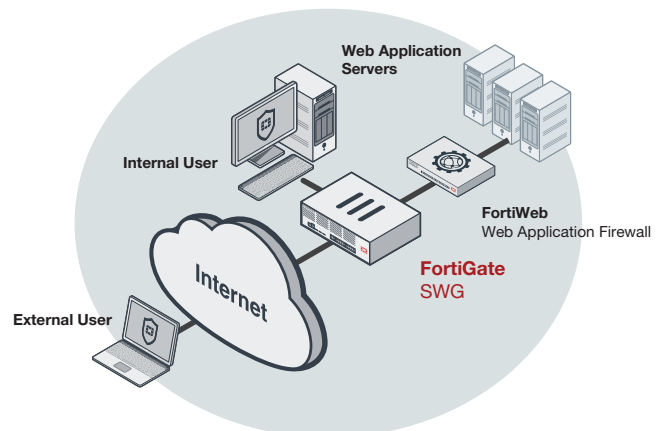 Web Application
Servers
Internal User
FortiWeb
Web Application Firewall
FortiGate
SWG
Internet
External User